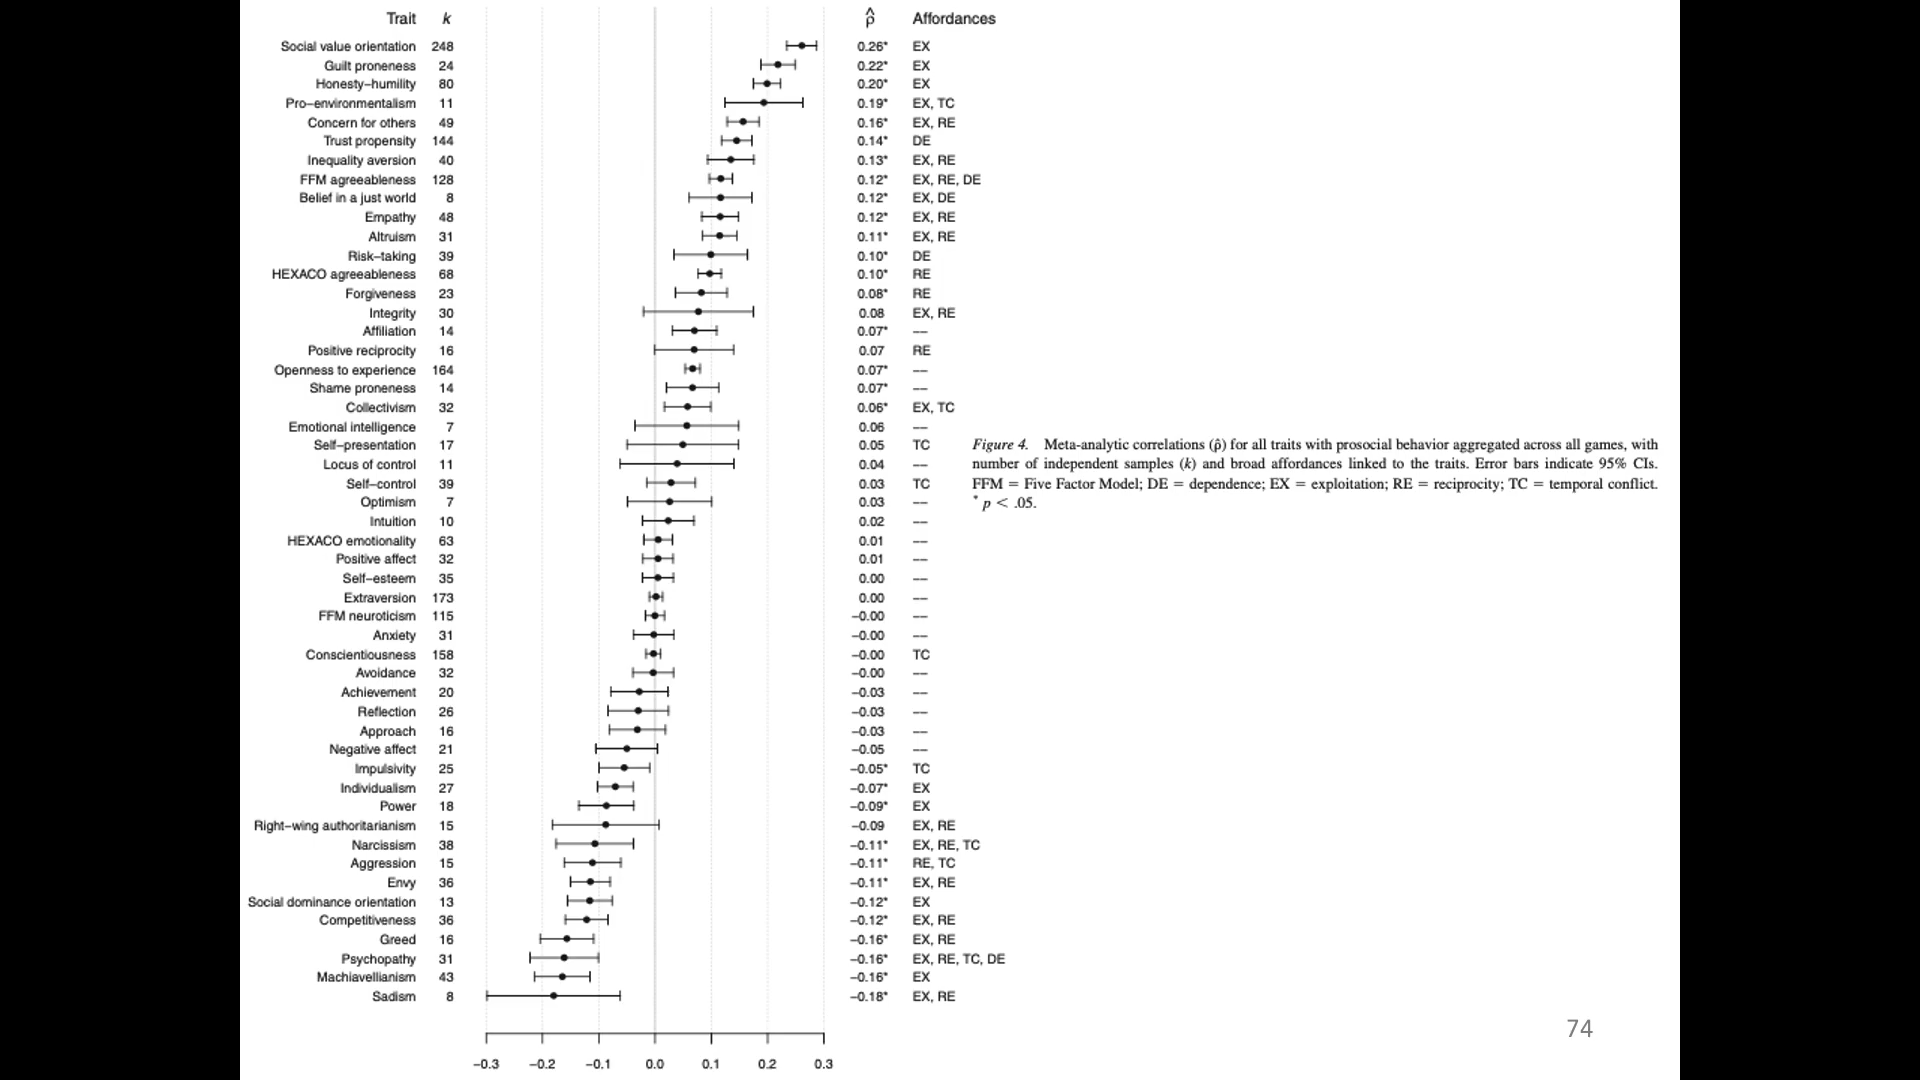 Trait k ρ̂ Affordances
Social value orientation 248 0.26* EX
Guilt proneness 24 0.22* EX
Honesty–humility 80 0.20* EX
Pro–environmentalism 11 0.19* EX, TC
Concern for others 49 0.16* EX, RE
Trust propensity 144 0.14* DE
Inequality aversion 40 0.13* EX, RE
FFM agreeableness 128 0.12* EX, RE, DE
Belief in a just world 8 0.12* EX, DE
Empathy 48 0.12* EX, RE
Altruism 31 0.11* EX, RE
Risk–taking 39 0.10* DE
HEXACO agreeableness 68 0.10* RE
Forgiveness 23 0.08* RE
Integrity 30 0.08 EX, RE
Affiliation 14 0.07* ––
Positive reciprocity 16 0.07 RE
Openness to experience 164 0.07* ––
Shame proneness 14 0.07* ––
Collectivism 32 0.06* EX, TC
Emotional intelligence 7 0.06 ––
Self–presentation 17 0.05 TC
Locus of control 11 0.04 ––
Self–control 39 0.03 TC
Optimism 7 0.03 ––
Intuition 10 0.02 ––
HEXACO emotionality 63 0.01 ––
Positive affect 32 0.01 ––
Self–esteem 35 0.00 ––
Extraversion 173 0.00 ––
FFM neuroticism 115 –0.00 ––
Anxiety 31 –0.00 ––
Conscientiousness 158 –0.00 TC
Avoidance 32 –0.00 ––
Achievement 20 –0.03 ––
Reflection 26 –0.03 ––
Approach 16 –0.03 ––
Negative affect 21 –0.05 ––
Impulsivity 25 –0.05* TC
Individualism 27 –0.07* EX
Power 18 –0.09* EX
Right–wing authoritarianism 15 –0.09 EX, RE
Narcissism 38 –0.11* EX, RE, TC
Aggression 15 –0.11* RE, TC
Envy 36 –0.11* EX, RE
Social dominance orientation 13 –0.12* EX
Competitiveness 36 –0.12* EX, RE
Greed 16 –0.16* EX, RE
Psychopathy 31 –0.16* EX, RE, TC, DE
Machiavellianism 43 –0.16* EX
Sadism 8 –0.18* EX, RE
–0.3 –0.2 –0.1 0.0 0.1 0.2 0.3
Figure 4. Meta-analytic correlations (ρ̂) for all traits with prosocial behavior aggregated across all games, with
number of independent samples (k) and broad affordances linked to the traits. Error bars indicate 95% CIs.
FFM = Five Factor Model; DE = dependence; EX = exploitation; RE = reciprocity; TC = temporal conflict.
* p < .05.
74